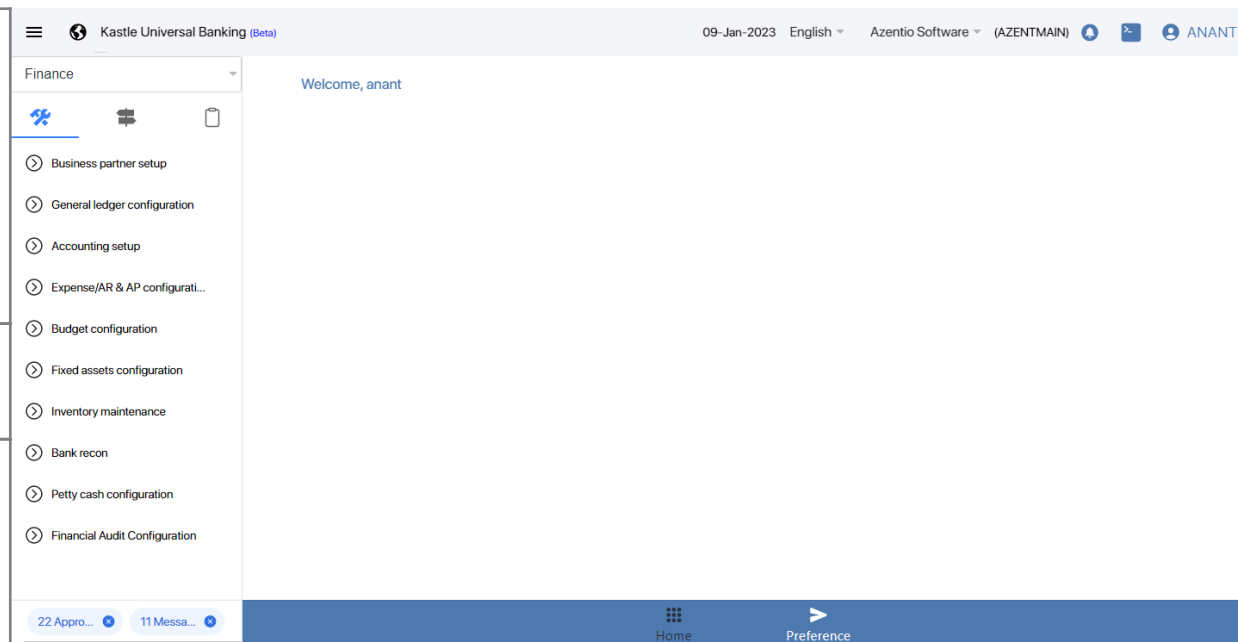 Kastle Universal Banking (Beta)
09-Jan-2023 English Azentio Software (AZENTMAIN) ANANT
Finance
Welcome, anant
Business partner setup
General ledger configuration
Accounting setup
Expense/AR & AP configurati...
Budget configuration
Fixed assets configuration
Inventory maintenance
Bank recon
Petty cash configuration
Financial Audit Configuration
22 Appro... 11 Messa...
Home Preference